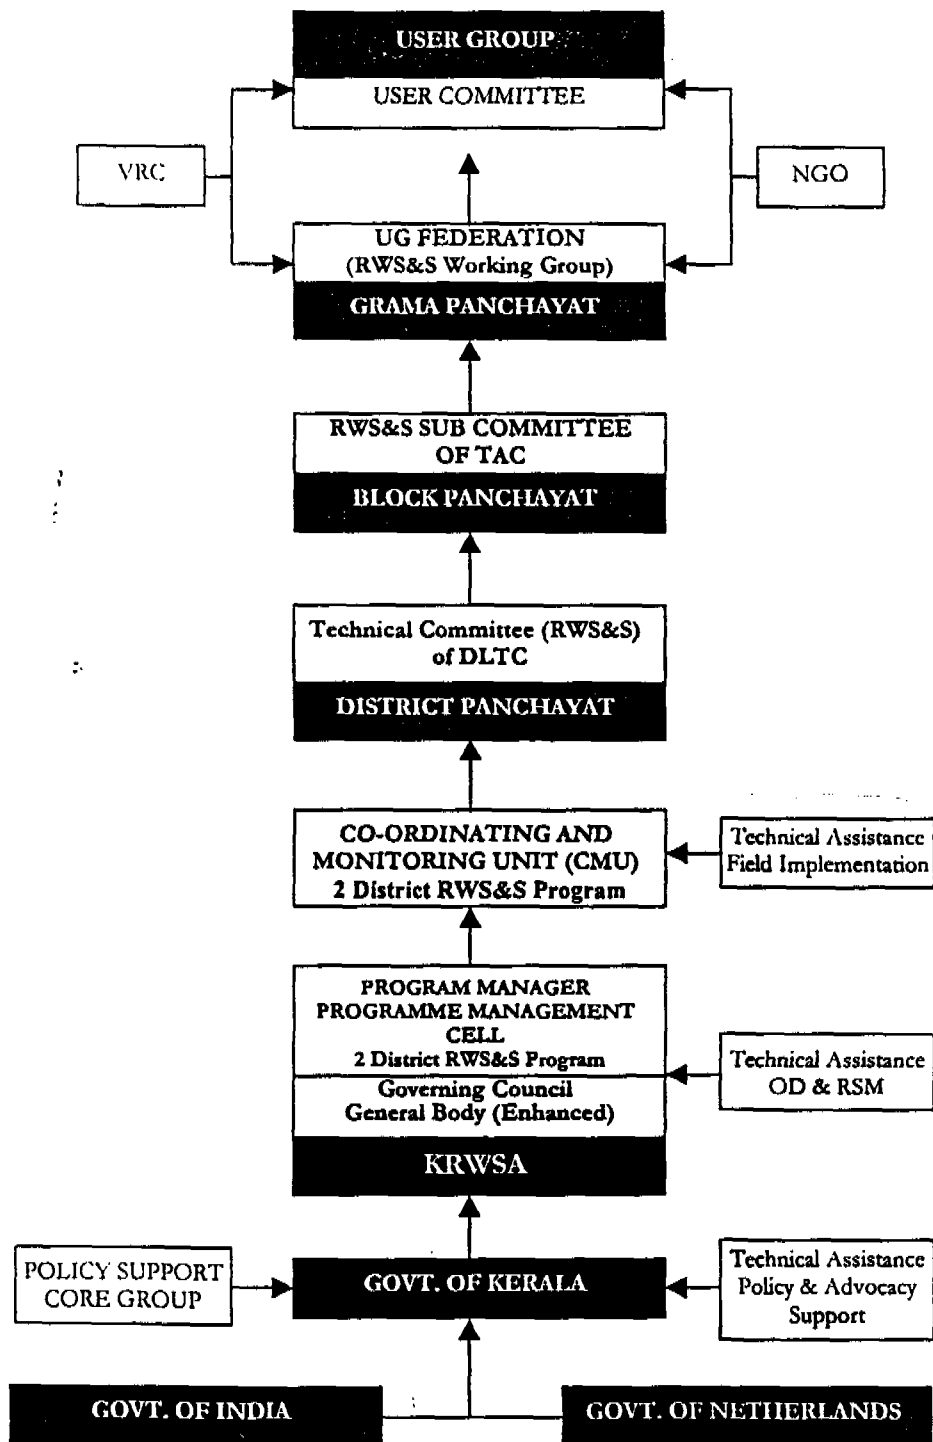 USER GROUP
USER COMMITTEE
VRC
NGO
UG FEDERATION
(RWS&S Working Group)
GRAMA PANCHAYAT
RWS&S SUB COMMITTEE
OF TAC
BLOCK PANCHAYAT
Technical Committee (RWS&S)
of DLTC
DISTRICT PANCHAYAT
CO-ORDINATING AND
MONITORING UNIT (CMU)
2 District RWS&S Program
Technical Assistance
Field Implementation
PROGRAM MANAGER
PROGRAMME MANAGEMENT
CELL
2 District RWS&S Program
Governing Council
General Body (Enhanced)
KRWSA
Technical Assistance
OD & RSM
POLICY SUPPORT
CORE GROUP
GOVT. OF KERALA
Technical Assistance
Policy & Advocacy
Support
GOVT. OF INDIA
GOVT. OF NETHERLANDS